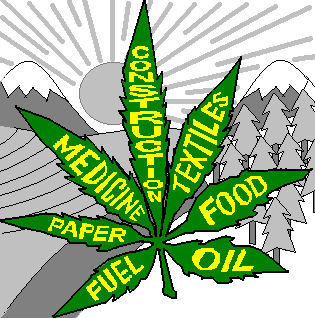 CONSTRUCTION
TEXTILES
MEDICINE
FOOD
PAPER
OIL
FUEL